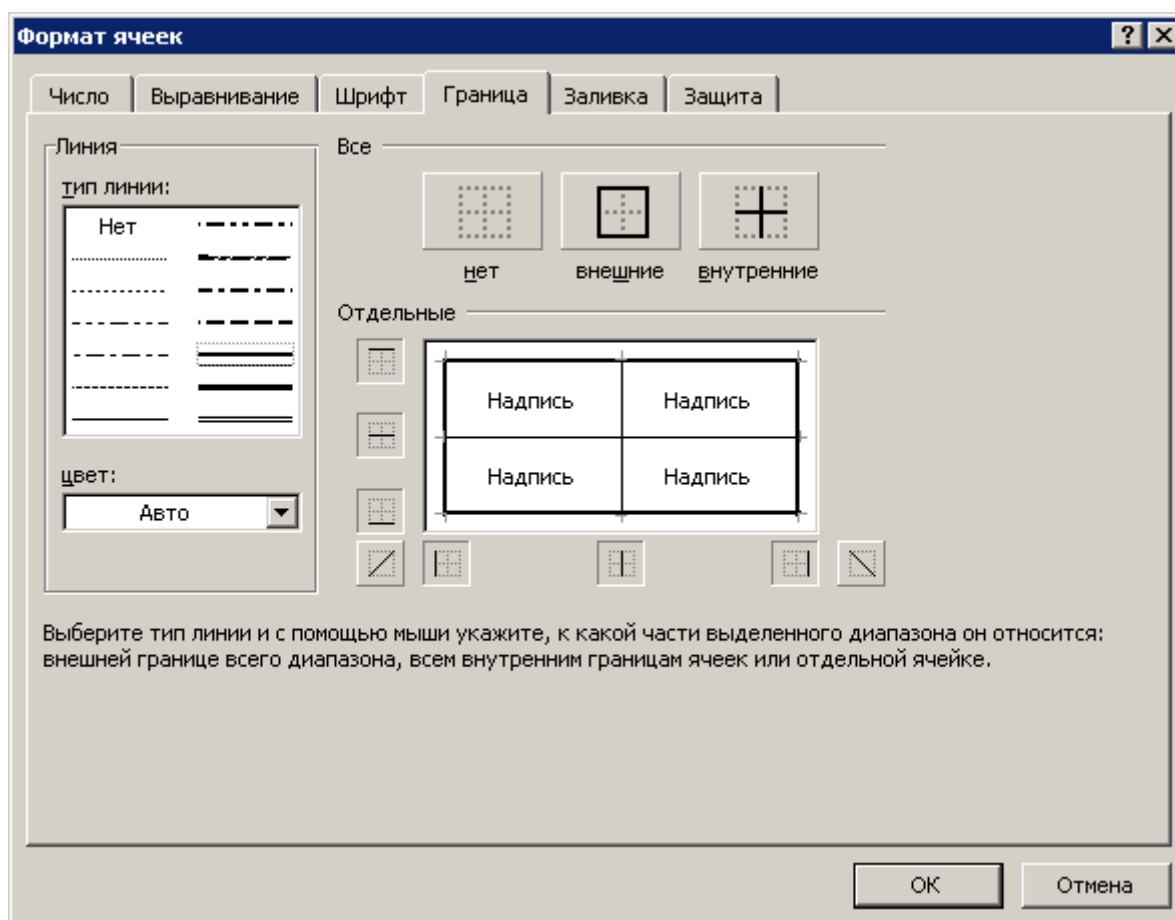 Формат ячеек
Число Выравнивание Шрифт Граница Заливка Защита
Линия
тип линии:
Нет
цвет:
Авто
Все
нет внешние внутренние
Отдельные
Надпись Надпись
Надпись Надпись
Выберите тип линии и с помощью мыши укажите, к какой части выделенного диапазона он относится:
внешней границе всего диапазона, всем внутренним границам ячеек или отдельной ячейке.
ОК Отмена